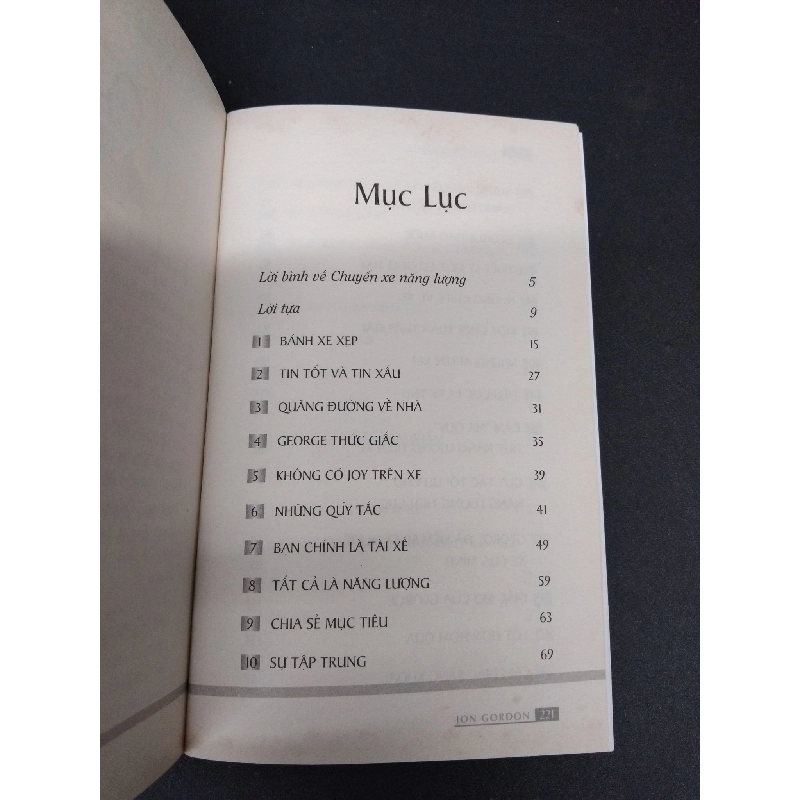 Mục Lục
Lời bình về Chuyến xe năng lượng 5
Lời tựa 9
1 BÁNH XE XẸP 15
2 TIN TỐT VÀ TIN XẤU 27
3 QUÃNG ĐƯỜNG VỀ NHÀ 31
4 GEORGE THỨC GIẤC 35
5 KHÔNG CÓ JOY TRÊN XE 39
6 NHỮNG QUY TẮC 41
7 BẠN CHÍNH LÀ TÀI XẾ 49
8 TẤT CẢ LÀ NĂNG LƯỢNG 59
9 CHIA SẺ MỤC TIÊU 63
10 SỰ TẬP TRUNG 69
JON GORDON 221